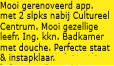 Mooi gerenoveerd app.
met 2 slpks nabij Cultureel
Centrum. Mooi gezellige
leefr. Ing. kkn. Badkamer
met douche. Perfecte staat
& instapklaar.